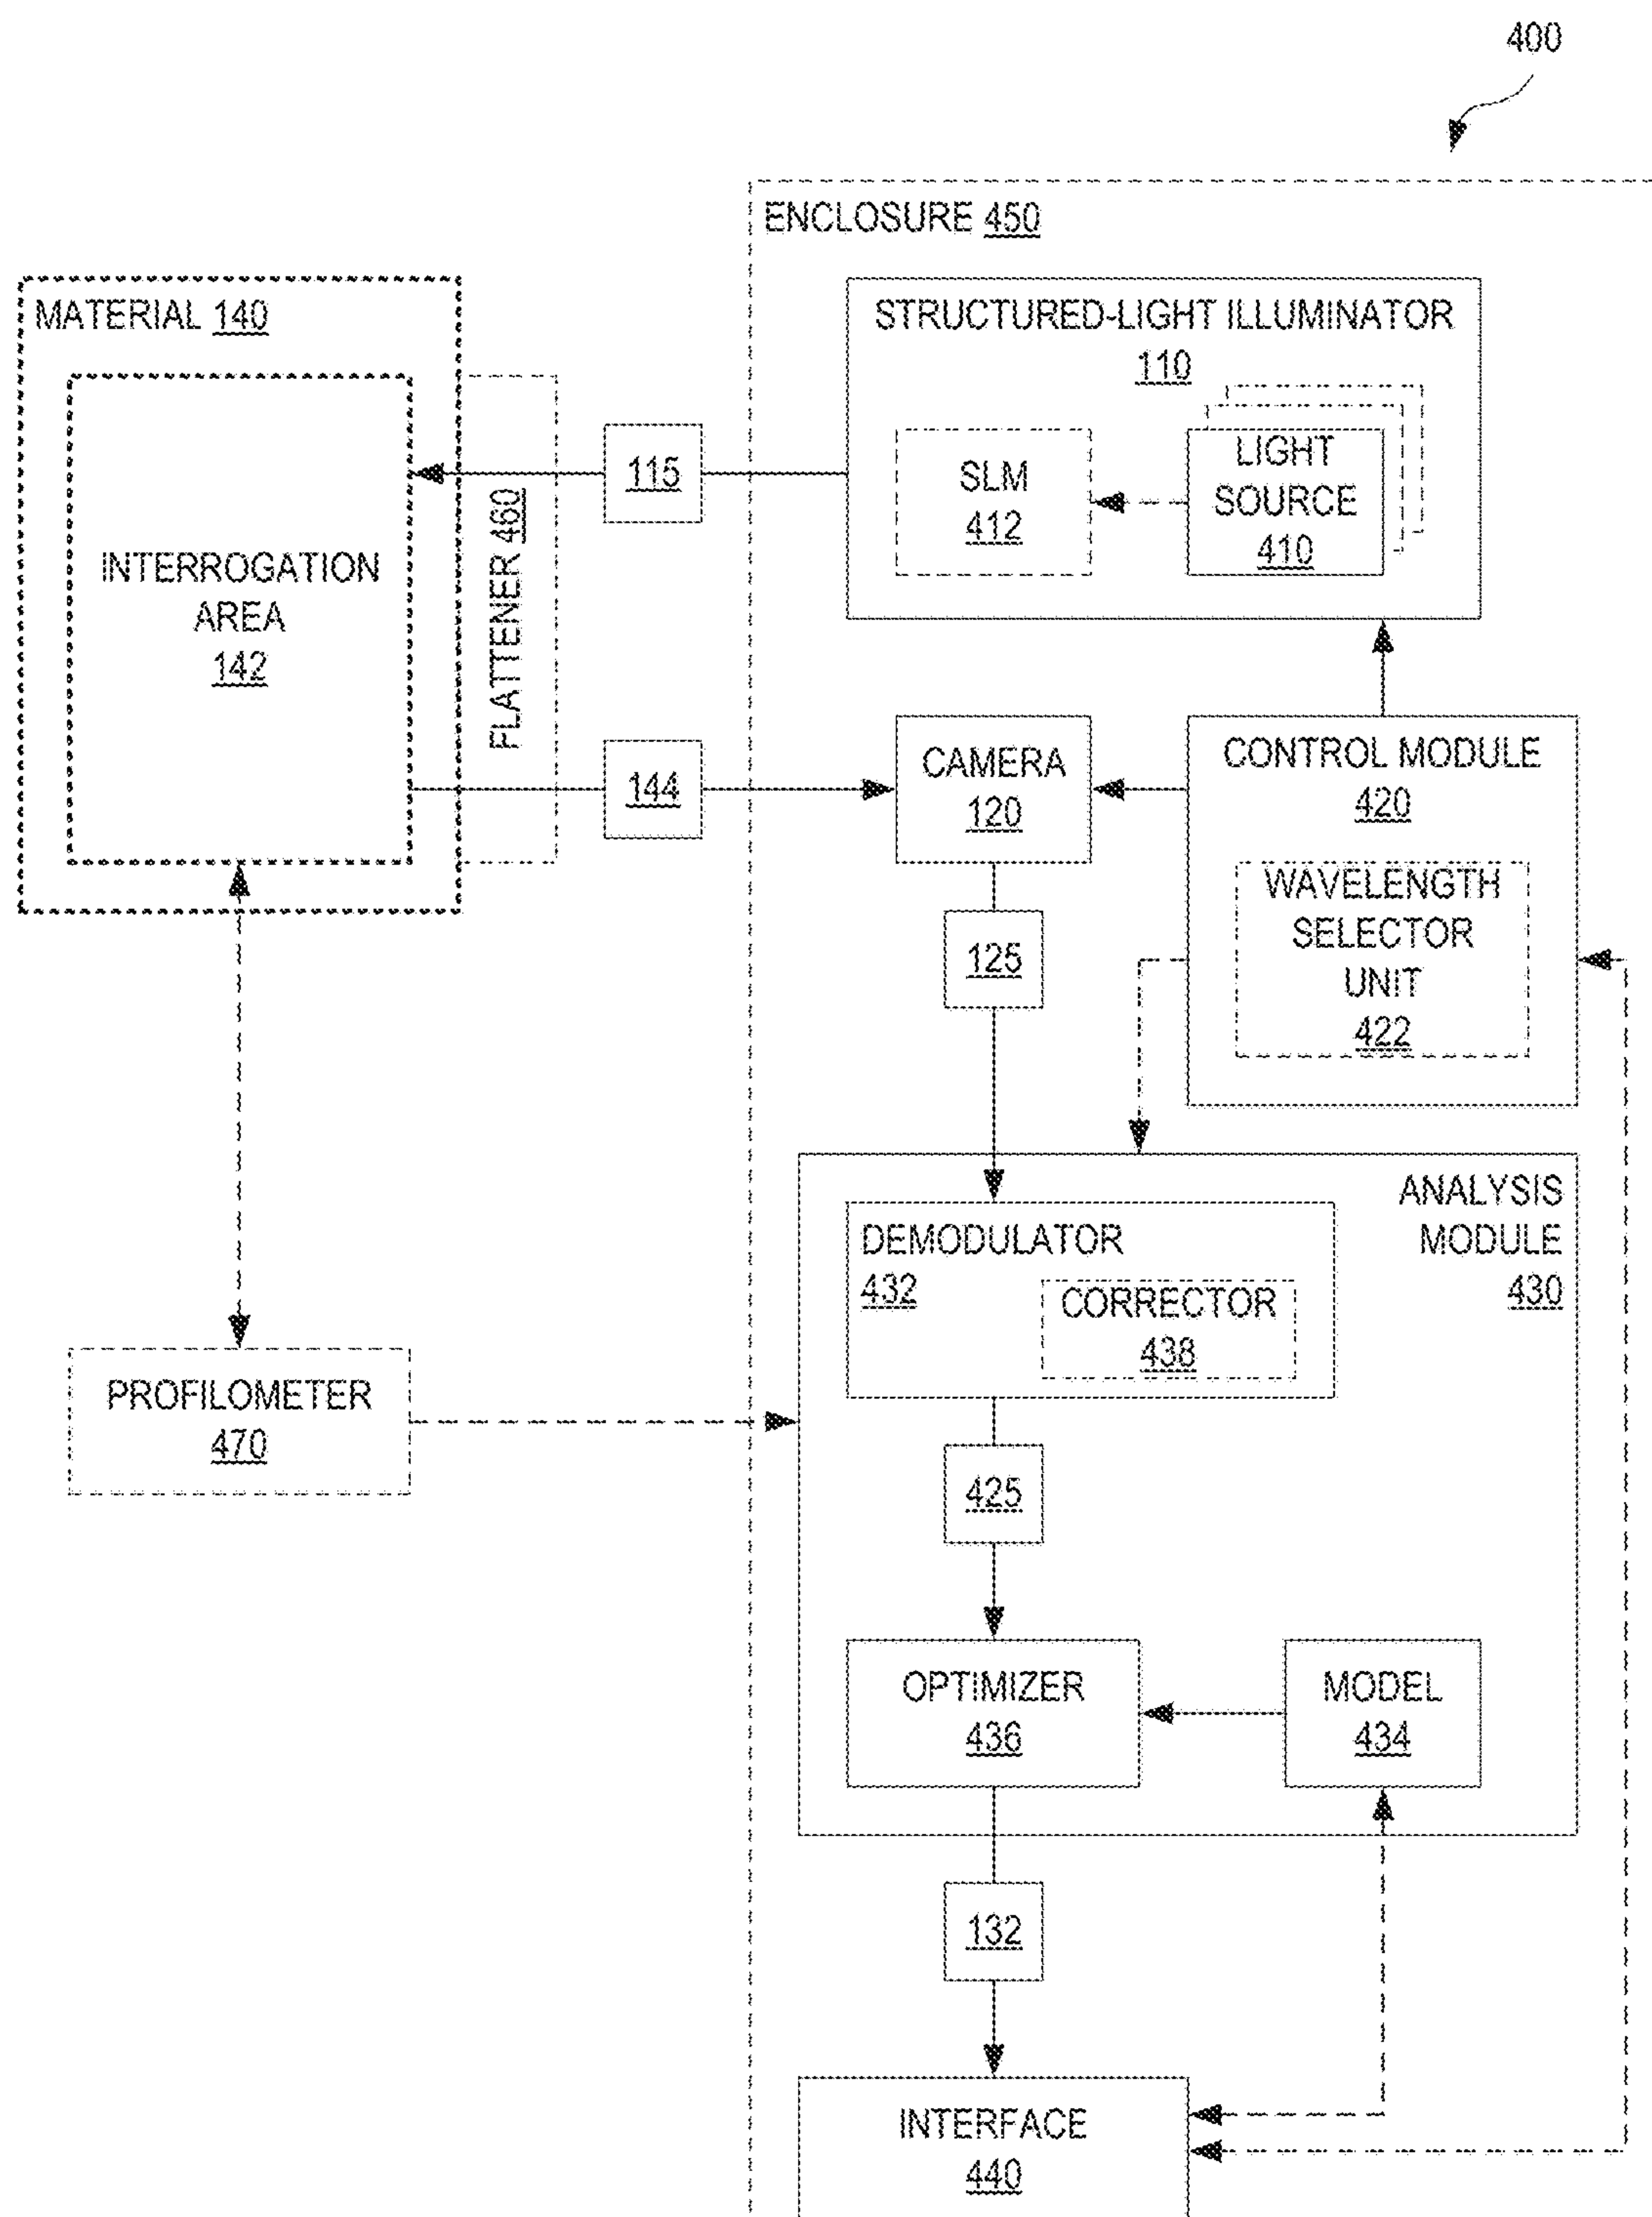 400
ENCLOSURE 450
MATERIAL 140
STRUCTURED-LIGHT ILLUMINATOR
110
INTERROGATION
AREA
142
FLATTENER 460
115
SLM
412
LIGHT
SOURCE
410
144
CAMERA
120
CONTROL MODULE
420
WAVELENGTH
SELECTOR
UNIT
422
125
ANALYSIS
MODULE
430
DEMODULATOR
432
CORRECTOR
438
PROFILOMETER
470
425
OPTIMIZER
436
MODEL
434
132
INTERFACE
440